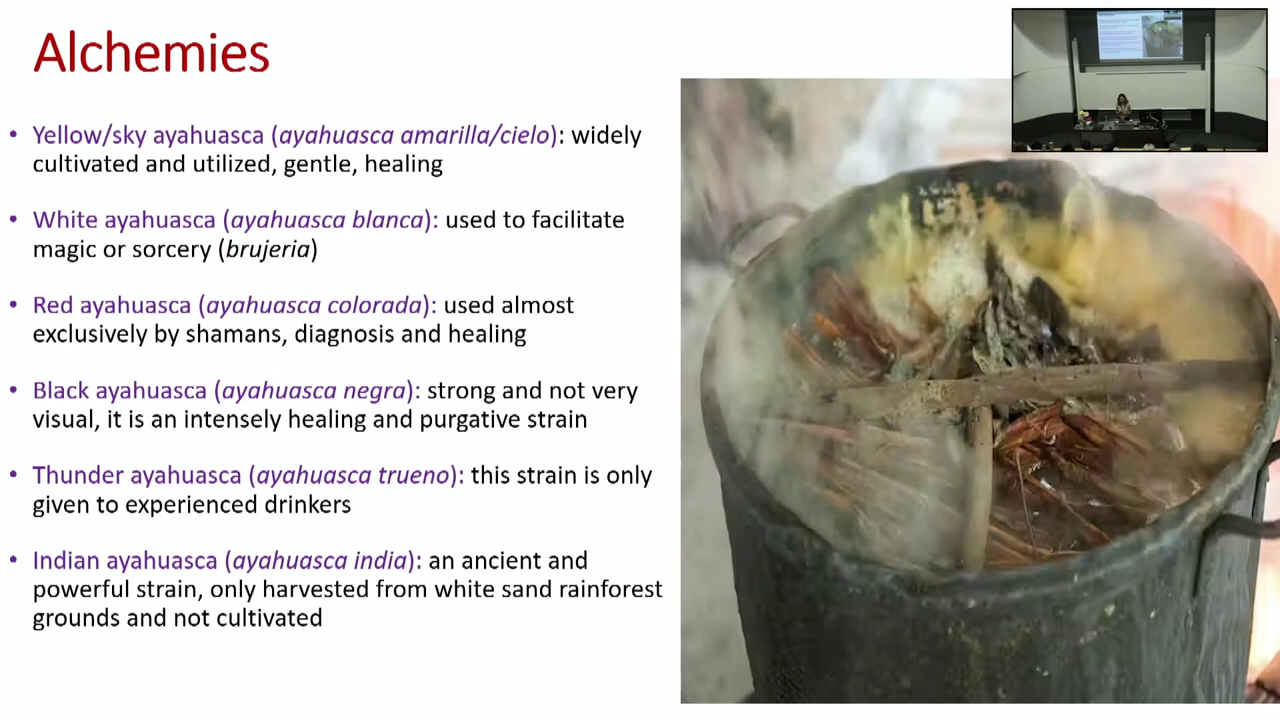 Alchemies
• Yellow/sky ayahuasca (ayahuasca amarilla/cielo): widely
cultivated and utilized, gentle, healing
• White ayahuasca (ayahuasca blanca): used to facilitate
magic or sorcery (brujeria)
• Red ayahuasca (ayahuasca colorada): used almost
exclusively by shamans, diagnosis and healing
• Black ayahuasca (ayahuasca negra): strong and not very
visual, it is an intensely healing and purgative strain
• Thunder ayahuasca (ayahuasca trueno): this strain is only
given to experienced drinkers
• Indian ayahuasca (ayahuasca india): an ancient and
powerful strain, only harvested from white sand rainforest
grounds and not cultivated